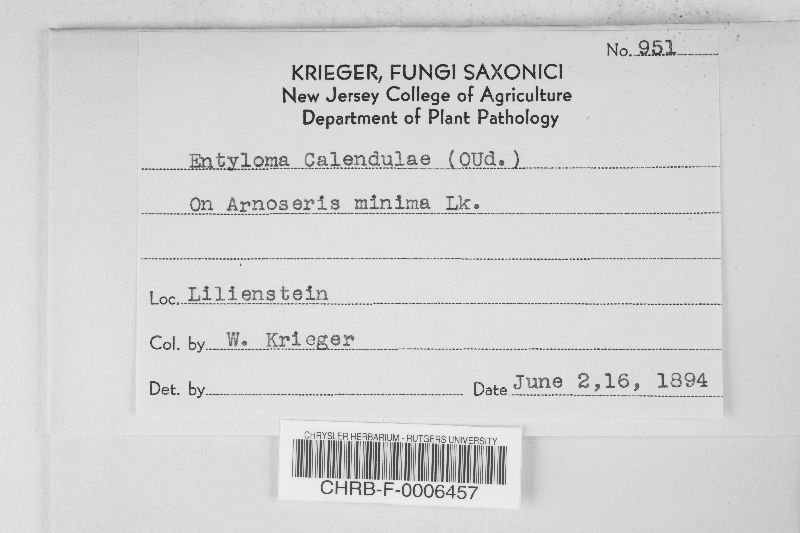 No. 951
KRIEGER, FUNGI SAXONICI
New Jersey College of Agriculture
Department of Plant Pathology
Entyloma Calendulae (OUd.)
On Arnoseris minima Lk.
Loc. Lilienstein
Col. by W. Krieger
Det. by Date June 2,16, 1894
CHRYSLER HERBARIUM - RUTGERS UNIVERSITY
CHRB-F-0006457